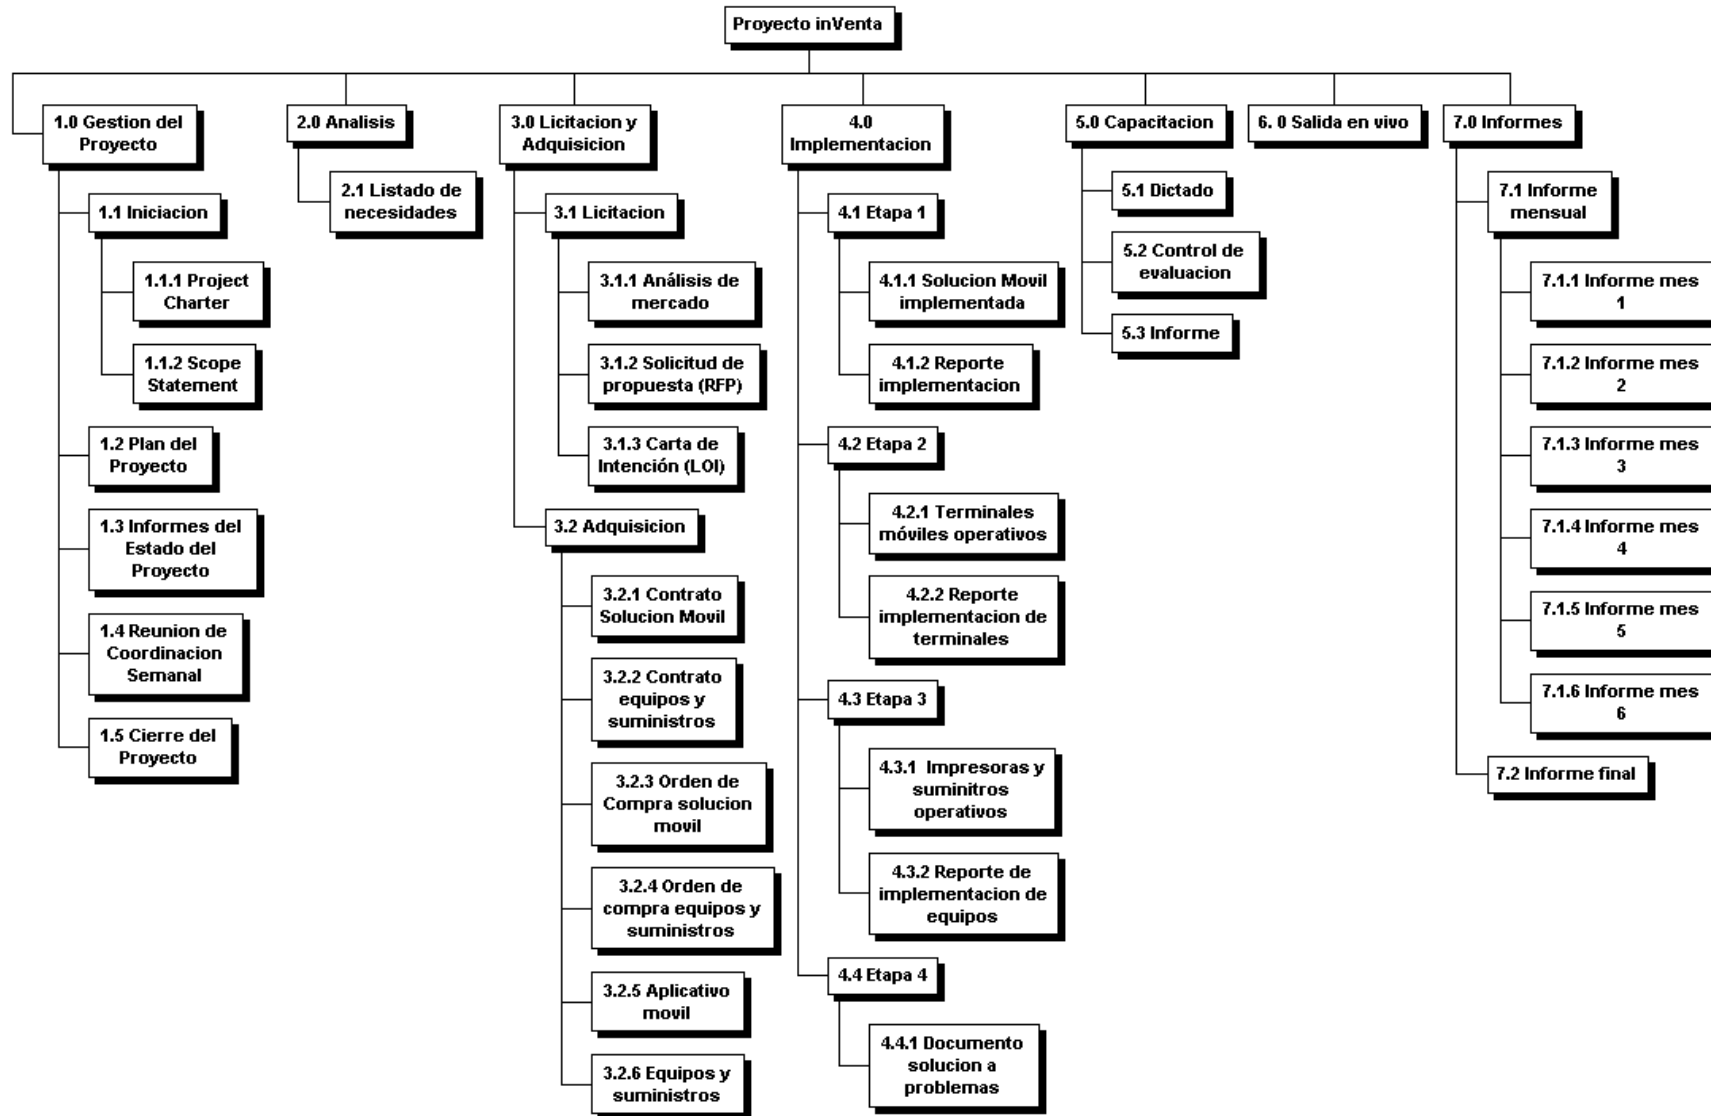 Proyecto inVenta
1.0 Gestion del
Proyecto
1.1 Iniciacion
1.1.1 Project
Charter
1.1.2 Scope
Statement
1.2 Plan del
Proyecto
1.3 Informes del
Estado del
Proyecto
1.4 Reunion de
Coordinacion
Semanal
1.5 Cierre del
Proyecto
2.0 Analisis
2.1 Listado de
necesidades
3.0 Licitacion y
Adquisicion
3.1 Licitacion
3.1.1 Análisis de
mercado
3.1.2 Solicitud de
propuesta (RFP)
3.1.3 Carta de
Intención (LOI)
3.2 Adquisicion
3.2.1 Contrato
Solucion Movil
3.2.2 Contrato
equipos y
suministros
3.2.3 Orden de
Compra solucion
movil
3.2.4 Orden de
compra equipos y
suministros
3.2.5 Aplicativo
movil
3.2.6 Equipos y
suministros
4.0
Implementacion
4.1 Etapa 1
4.1.1 Solucion Movil
implementada
4.1.2 Reporte
implementacion
4.2 Etapa 2
4.2.1 Terminales
móviles operativos
4.2.2 Reporte
implementacion de
terminales
4.3 Etapa 3
4.3.1 Impresoras y
suminitros
operativos
4.3.2 Reporte de
implementacion de
equipos
4.4 Etapa 4
4.4.1 Documento
solucion a
problemas
5.0 Capacitacion
5.1 Dictado
5.2 Control de
evaluacion
5.3 Informe
6. 0 Salida en vivo
7.0 Informes
7.1 Informe
mensual
7.1.1 Informe mes
1
7.1.2 Informe mes
2
7.1.3 Informe mes
3
7.1.4 Informe mes
4
7.1.5 Informe mes
5
7.1.6 Informe mes
6
7.2 Informe final